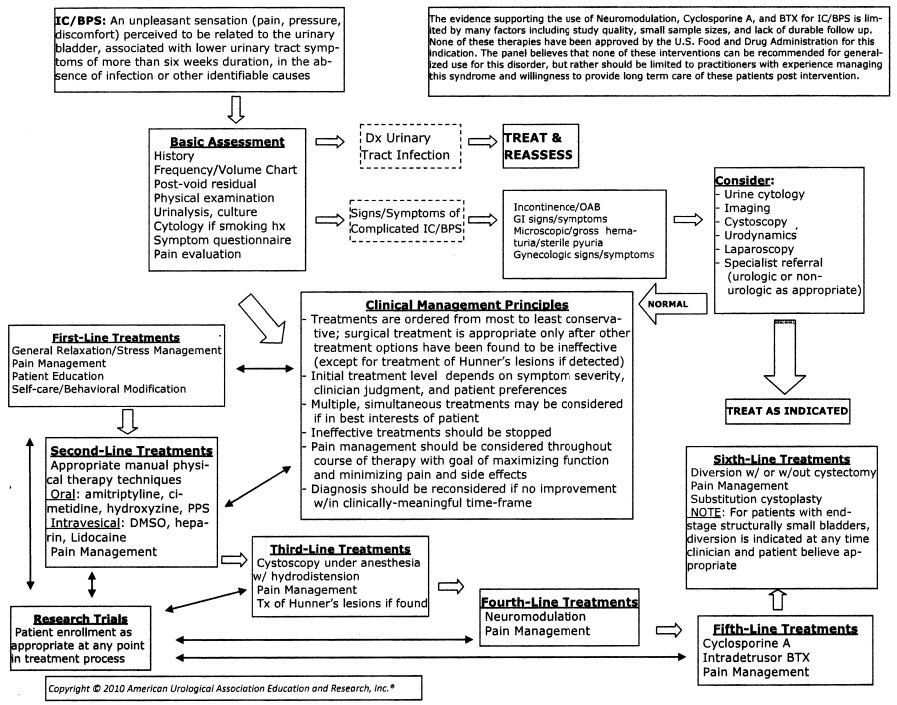 IC/BPS: An unpleasant sensation (pain, pressure,
discomfort) perceived to be related to the urinary
bladder, associated with lower urinary tract symp-
toms of more than six weeks duration, in the ab-
sence of infection or other identifiable causes
The evidence supporting the use of Neuromodulation, Cyclosporine A, and BTX for IC/BPS is lim-
ited by many factors including study quality, small sample sizes, and lack of durable follow up.
None of these therapies have been approved by the U.S. Food and Drug Administration for this
indication. The panel believes that none of these interventions can be recommended for general-
ized use for this disorder, but rather should be limited to practitioners with experience managing
this syndrome and willingness to provide long term care of these patients post intervention.
Basic Assessment
History
Frequency/Volume Chart
Post-void residual
Physical examination
Urinalysis, culture
Cytology if smoking hx
Symptom questionnaire
Pain evaluation
Dx Urinary
Tract Infection
TREAT &
REASSESS
Signs/Symptoms of
Complicated IC/BPS
Incontinence/OAB
GI signs/symptoms
Microscopic/gross hema-
turia/sterile pyuria
Gynecologic signs/symptoms
Consider:
- Urine cytology
- Imaging
- Cystoscopy
- Urodynamics
- Laparoscopy
- Specialist referral
(urologic or non-
urologic as appropriate)
NORMAL
TREAT AS INDICATED
Clinical Management Principles
- Treatments are ordered from most to least conserva-
tive; surgical treatment is appropriate only after other
treatment options have been found to be ineffective
(except for treatment of Hunner's lesions if detected)
- Initial treatment level depends on symptom severity,
clinician judgment, and patient preferences
- Multiple, simultaneous treatments may be considered
if in best interests of patient
- Ineffective treatments should be stopped
- Pain management should be considered throughout
course of therapy with goal of maximizing function
and minimizing pain and side effects
- Diagnosis should be reconsidered if no improvement
w/in clinically-meaningful time-frame
First-Line Treatments
General Relaxation/Stress Management
Pain Management
Patient Education
Self-care/Behavioral Modification
Second-Line Treatments
Appropriate manual physi-
cal therapy techniques
Oral: amitriptyline, ci-
metidine, hydroxyzine, PPS
Intravesical: DMSO, hepa-
rin, Lidocaine
Pain Management
Third-Line Treatments
Cystoscopy under anesthesia
w/ hydrodistension
Pain Management
Tx of Hunner's lesions if found
Fourth-Line Treatments
Neuromodulation
Pain Management
Fifth-Line Treatments
Cyclosporine A
Intradetrusor BTX
Pain Management
Sixth-Line Treatments
Diversion w/ or w/out cystectomy
Pain Management
Substitution cystoplasty
NOTE: For patients with end-
stage structurally small bladders,
diversion is indicated at any time
clinician and patient believe ap-
propriate
Research Trials
Patient enrollment as
appropriate at any point
in treatment process
Copyright © 2010 American Urological Association Education and Research, Inc.®